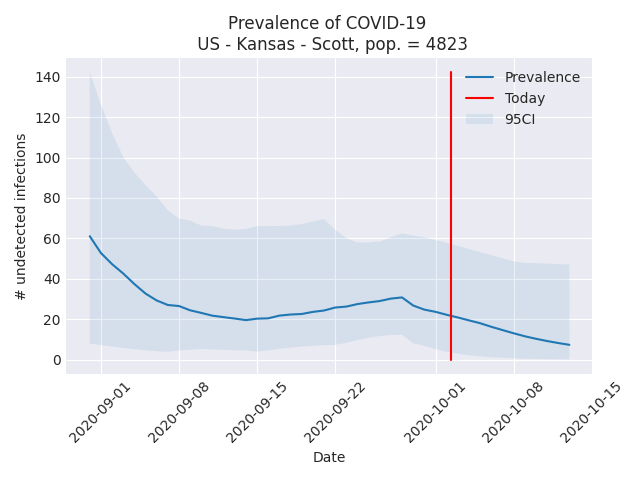 Prevalence of COVID-19
US - Kansas - Scott, pop. = 4823
Prevalence
Today
95CI
140
120
100
80
60
40
20
0
# undetected infections
2020-09-01
2020-09-08
2020-09-15
2020-09-22
2020-10-01
2020-10-08
2020-10-15
Date